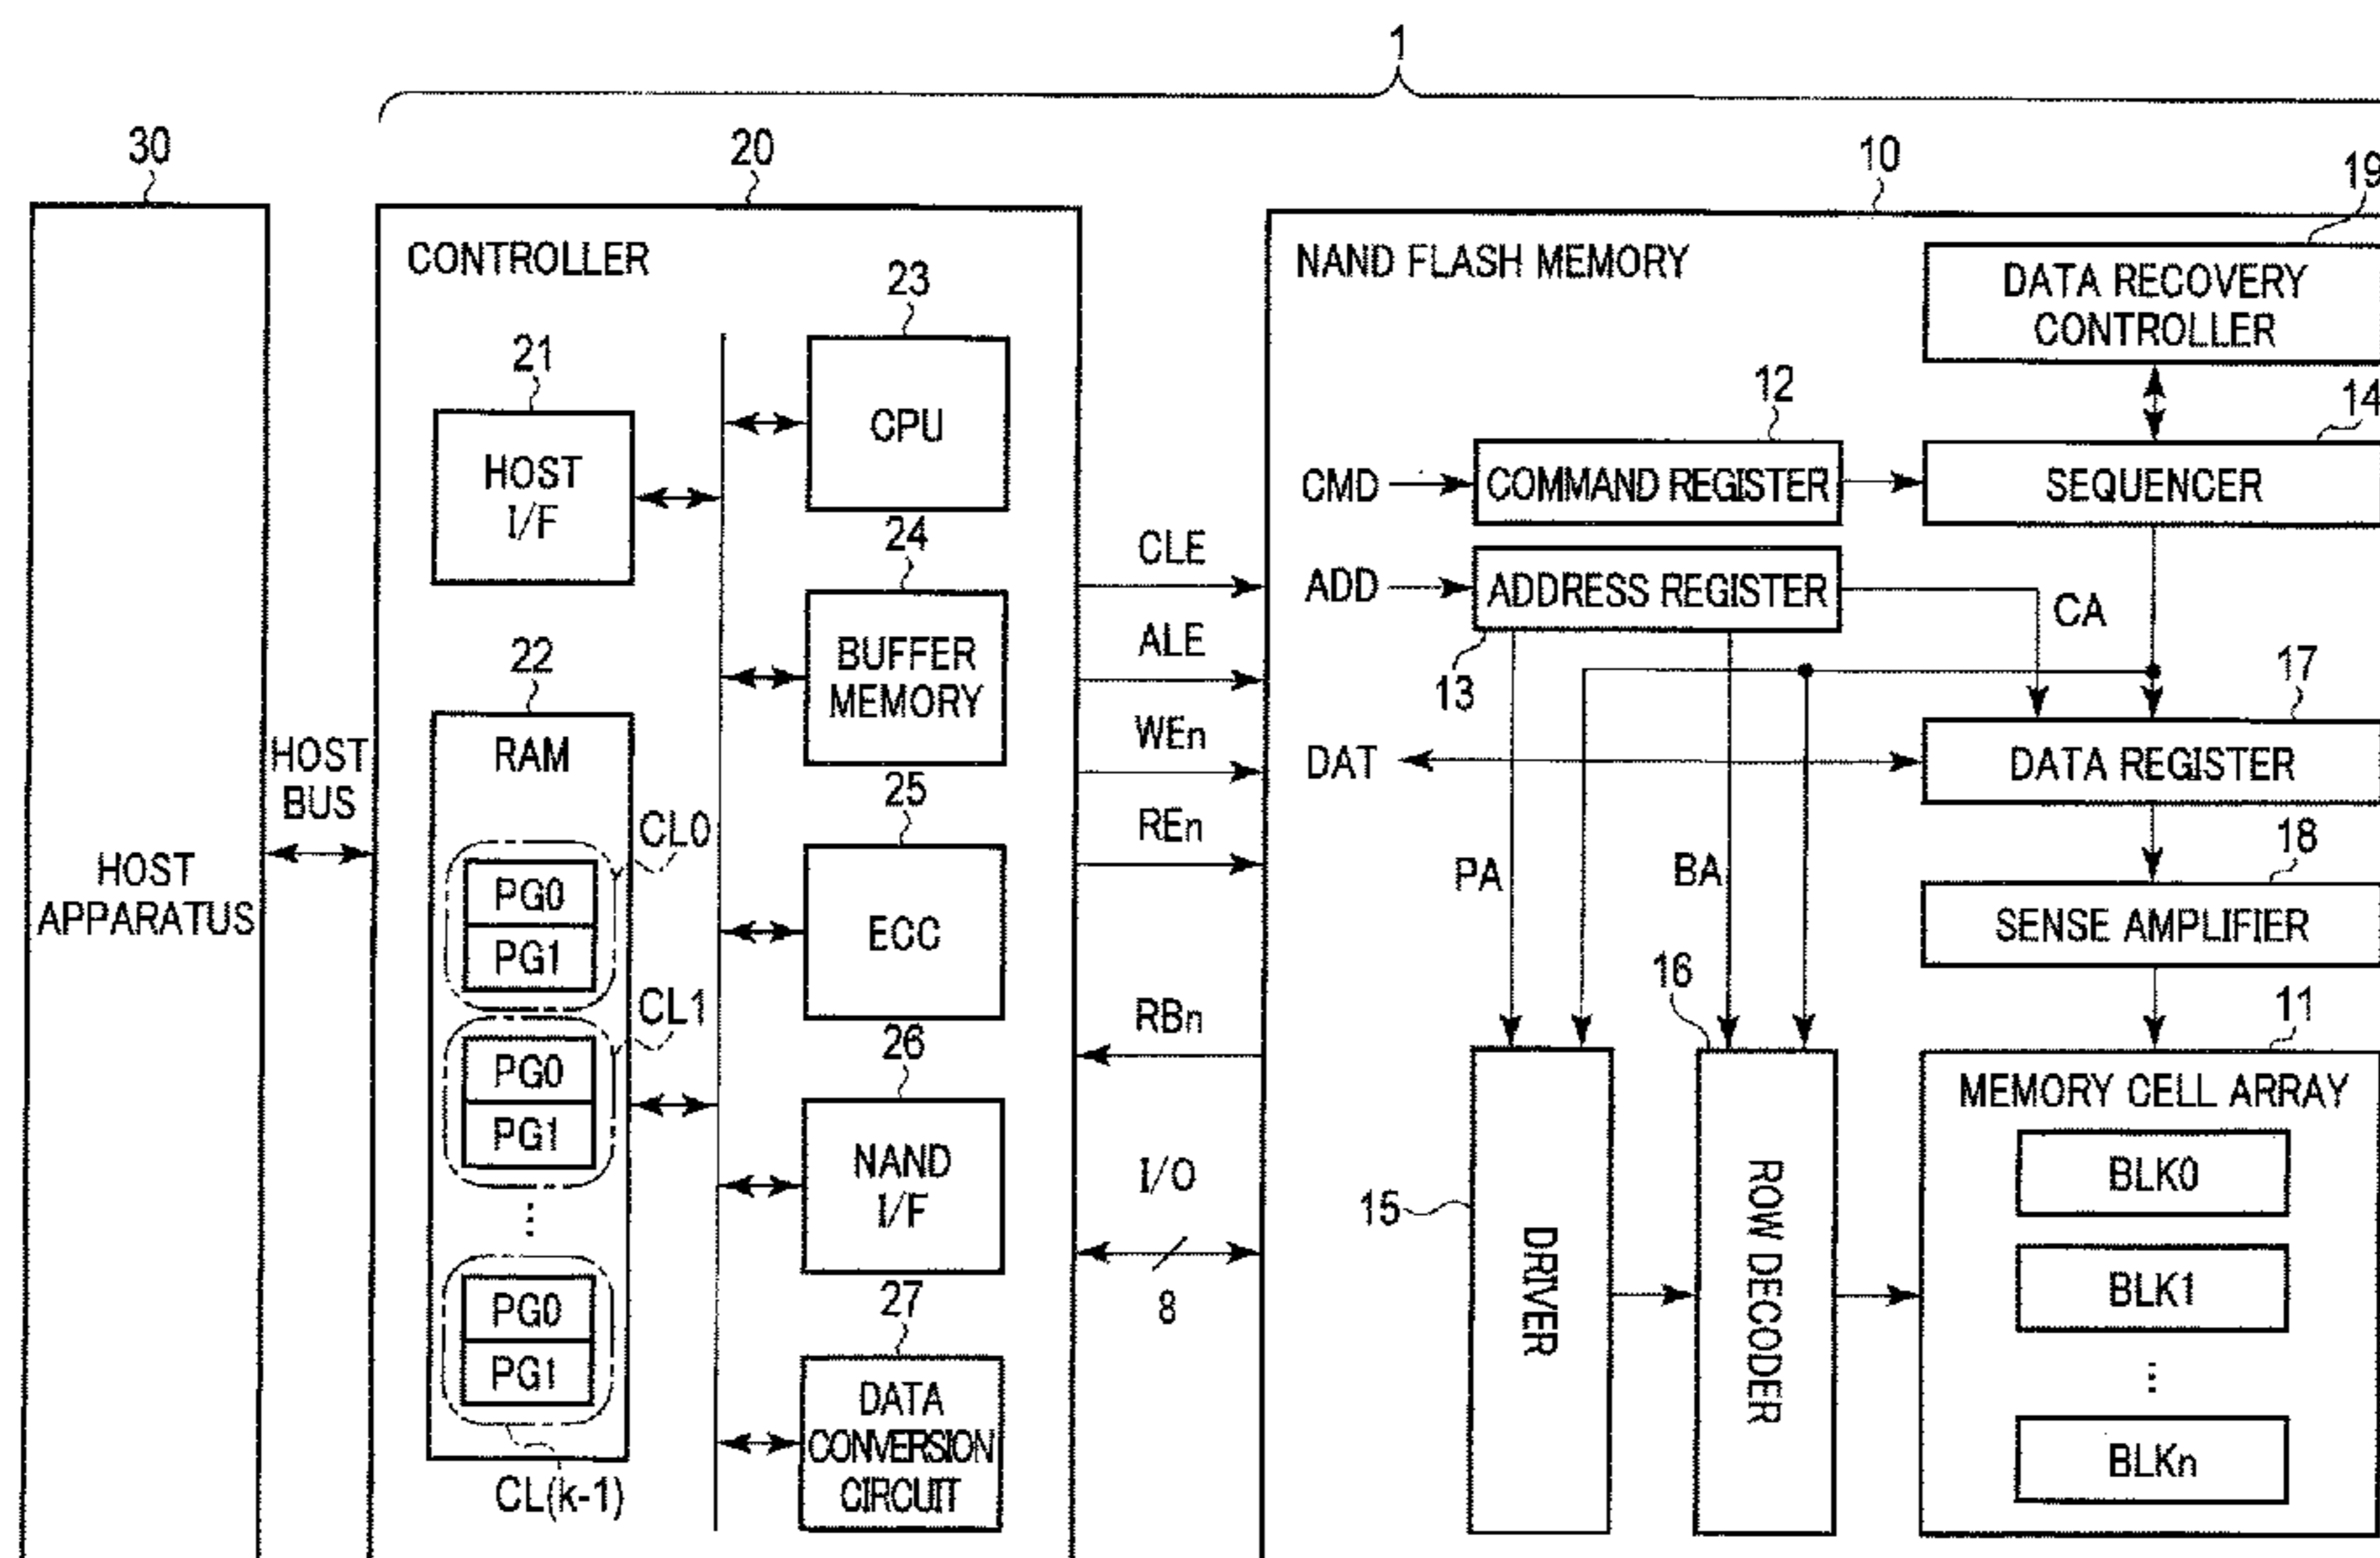 1
30
20
10
19
CONTROLLER
NAND FLASH MEMORY
DATA RECOVERY
CONTROLLER
23
CPU
21
HOST
I/F
12
14
CMD
COMMAND REGISTER
SEQUENCER
24
BUFFER
MEMORY
CLE
ADD
ADDRESS REGISTER
CA
ALE
13
17
22
RAM
WEn
DAT
DATA REGISTER
HOST
BUS
25
ECC
REn
18
CL0
PG0
PG1
HOST
APPARATUS
PA
BA
SENSE AMPLIFIER
16
CL1
PG0
PG1
⋮
RBn
11
26
NAND
I/F
MEMORY CELL ARRAY
BLK0
BLK1
⋮
BLKn
I/O
8
15
DRIVER
ROW DECODER
PG0
PG1
CL(k-1)
27
DATA
CONVERSION
CIRCUIT